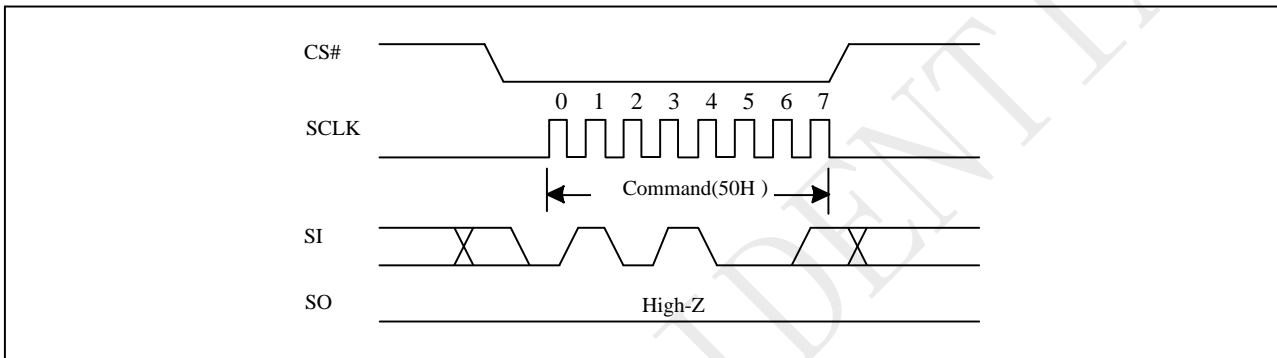 CS#
0 1 2 3 4 5 6 7
SCLK
Command(50H )
SI
SO
High-Z